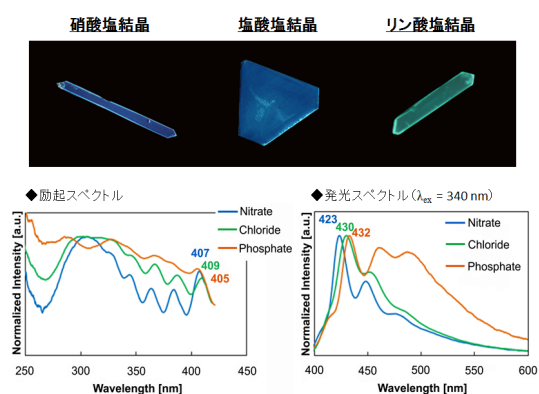 硝酸塩結晶
塩酸塩結晶
リン酸塩結晶
◆励起スペクトル
◆発光スペクトル(λex = 340 nm)
Normalized Intensity [a.u.]
Nitrate
Chloride
Phosphate
407
409
405
250 300 350 400 450
Wavelength [nm]
Normalized Intensity [a.u.]
423
430
432
Nitrate
Chloride
Phosphate
400 450 500 550 600
Wavelength [nm]